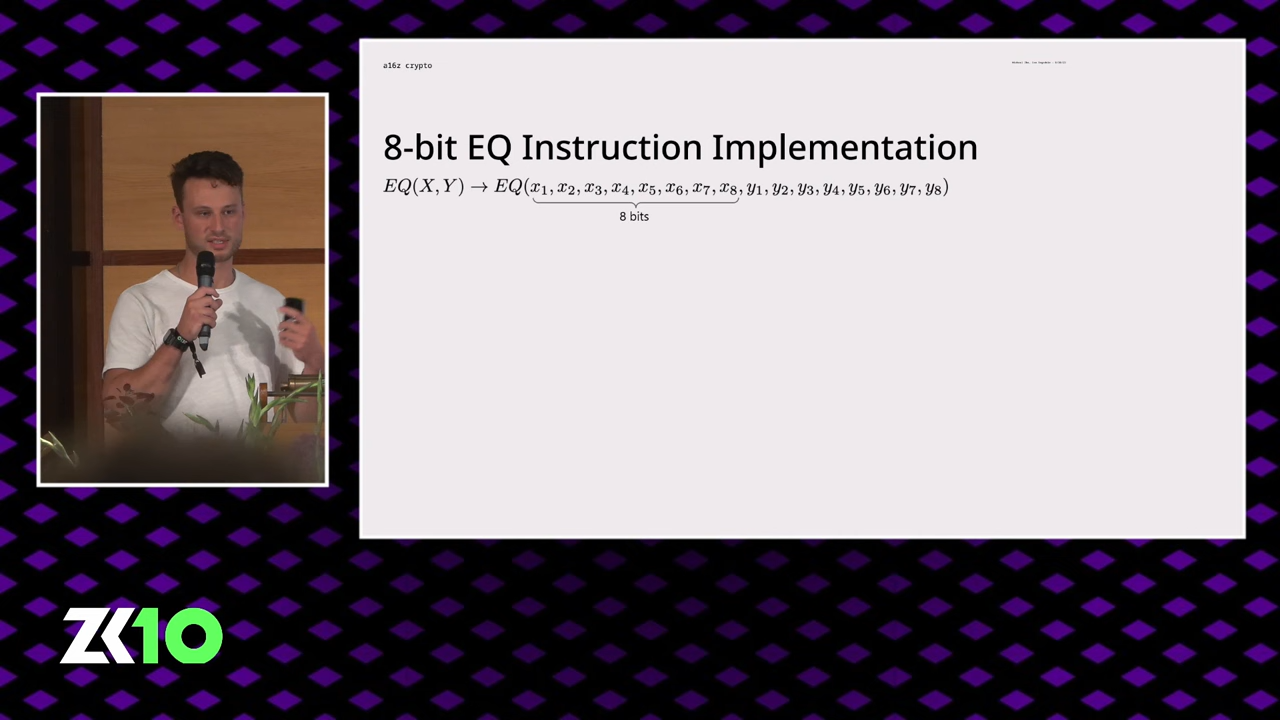 a16z crypto
8-bit EQ Instruction Implementation
EQ(X, Y) → EQ(x₁, x₂, x₃, x₄, x₅, x₆, x₇, x₈, y₁, y₂, y₃, y₄, y₅, y₆, y₇, y₈)
8 bits
ZK10